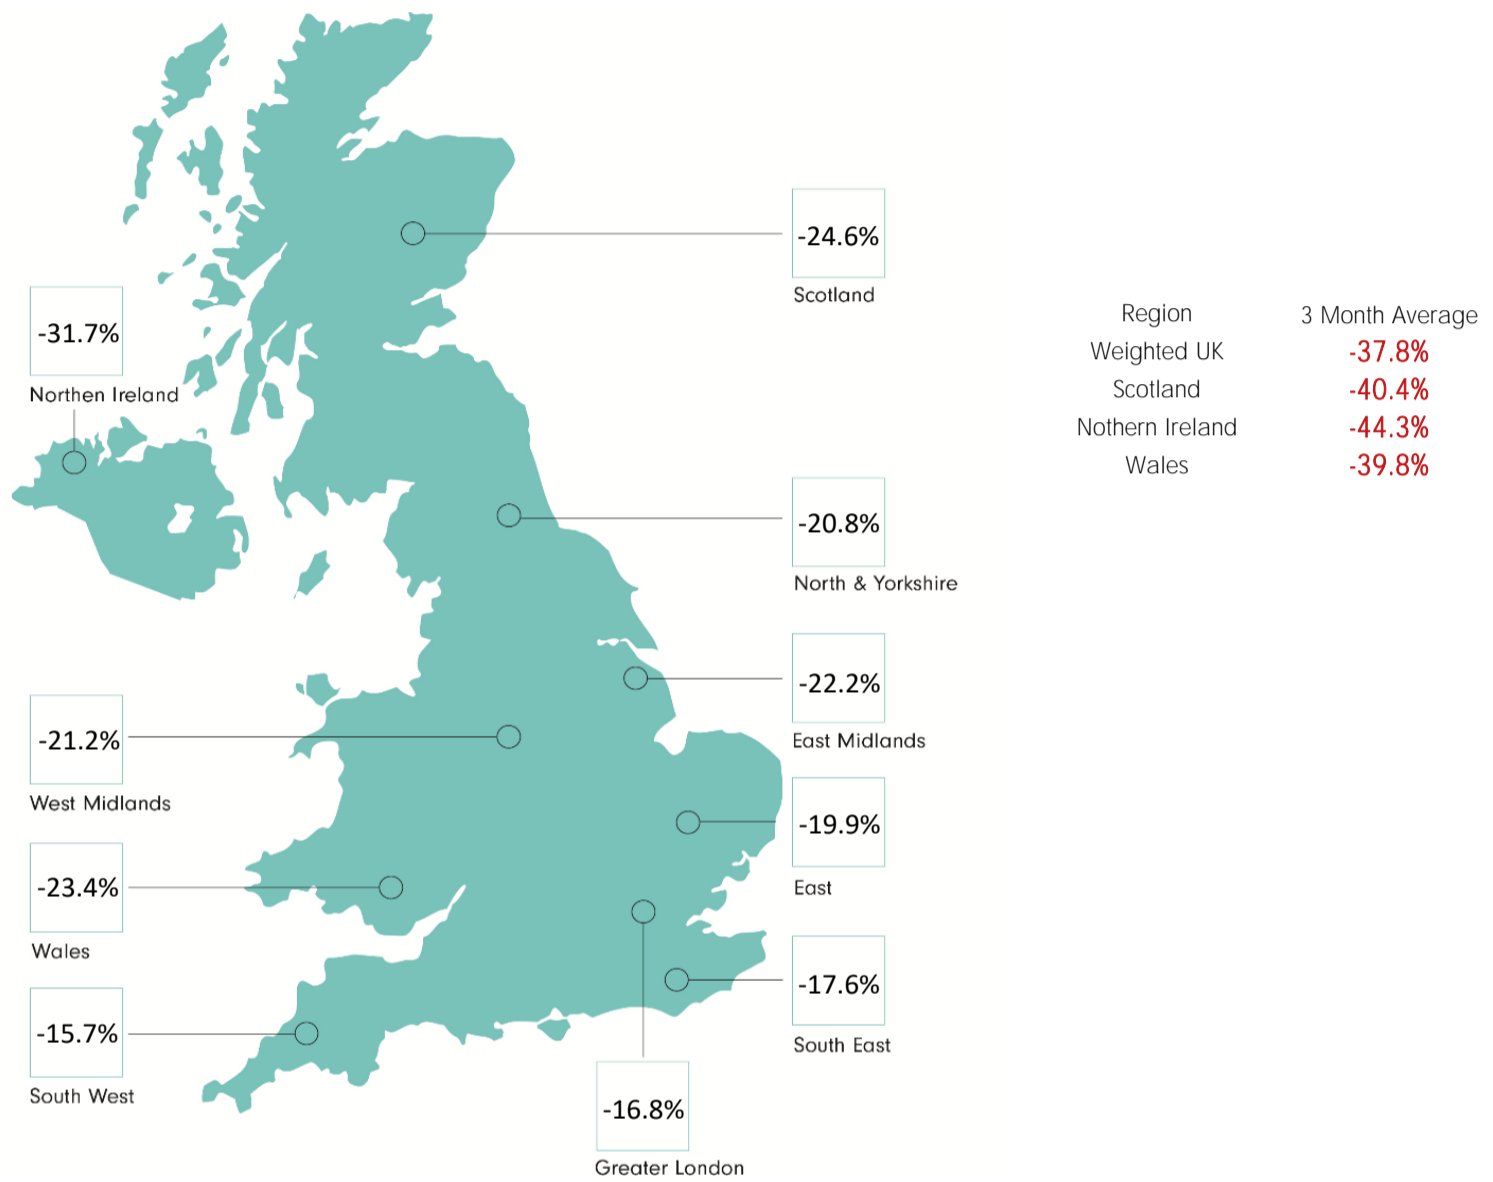 -24.6%
Scotland
-31.7%
Northen Ireland
-20.8%
North & Yorkshire
-22.2%
East Midlands
-21.2%
West Midlands
-19.9%
East
-23.4%
Wales
-17.6%
South East
-15.7%
South West
-16.8%
Greater London
Region 3 Month Average
Weighted UK -37.8%
Scotland -40.4%
Nothern Ireland -44.3%
Wales -39.8%